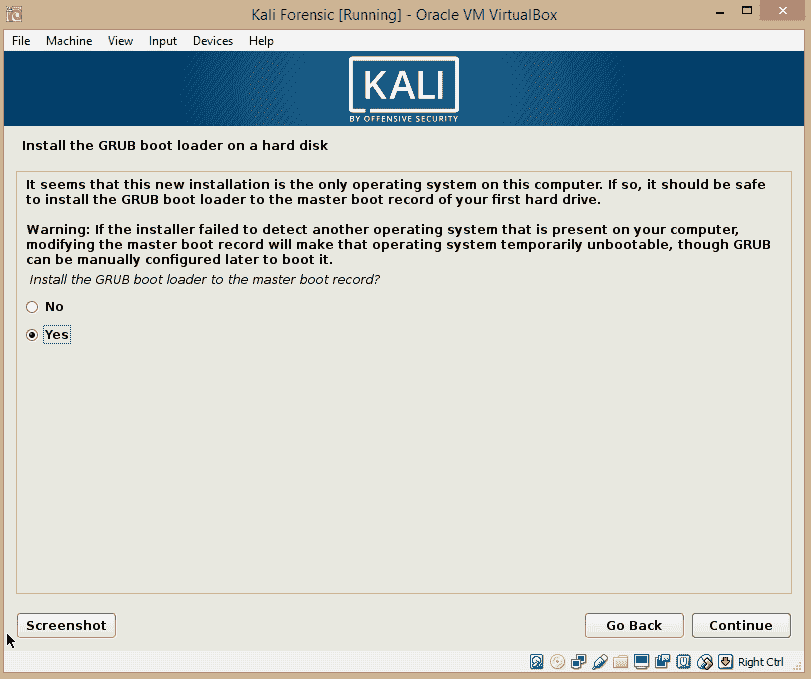 Kali Forensic [Running] - Oracle VM VirtualBox
File Machine View Input Devices Help
KALI
BY OFFENSIVE SECURITY
Install the GRUB boot loader on a hard disk
It seems that this new installation is the only operating system on this computer. If so, it should be safe
to install the GRUB boot loader to the master boot record of your first hard drive.
Warning: If the installer failed to detect another operating system that is present on your computer,
modifying the master boot record will make that operating system temporarily unbootable, though GRUB
can be manually configured later to boot it.
Install the GRUB boot loader to the master boot record?
No
Yes
Screenshot Go Back Continue
Right Ctrl